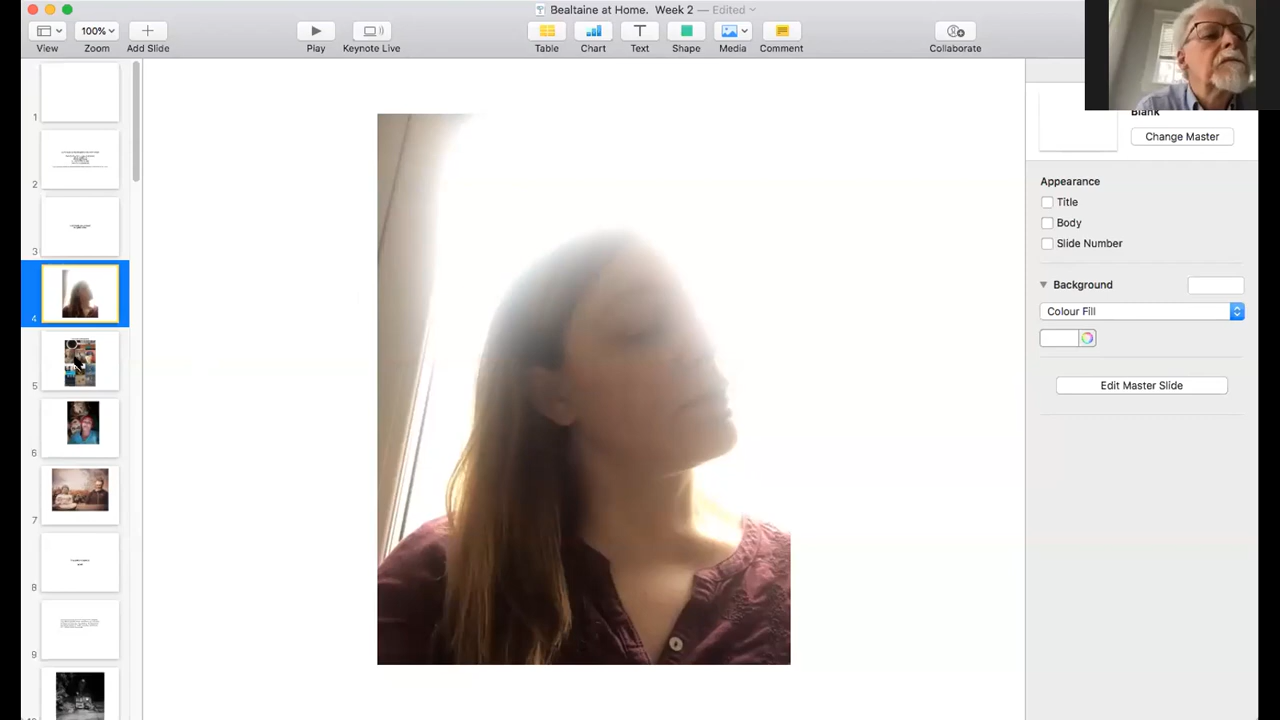 Bealtaine at Home. Week 2 — Edited
100%
View
Zoom
Add Slide
Play
Keynote Live
Table
Chart
Text
Shape
Media
Comment
Collaborate
Blank
Change Master
Appearance
Title
Body
Slide Number
Background
Colour Fill
Edit Master Slide
1
2
3
4
5
6
7
8
9